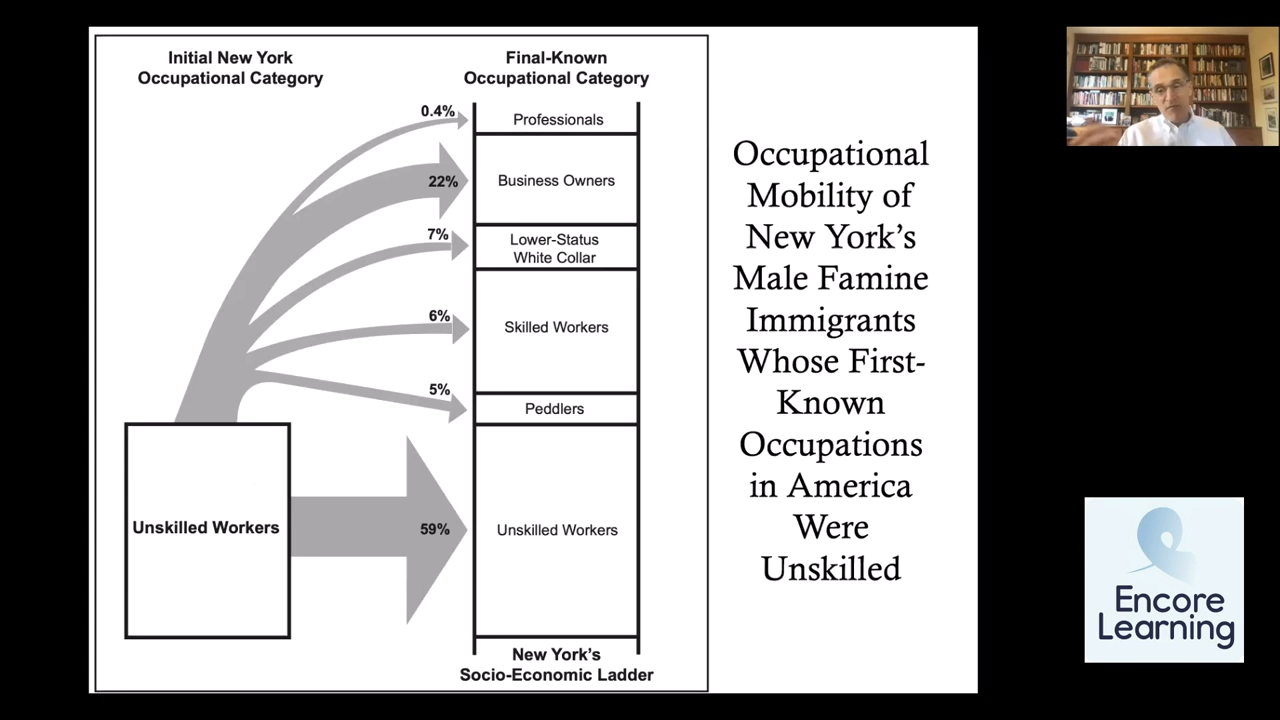 Initial New York
Occupational Category
Final-Known
Occupational Category
0.4%
Professionals
22%
Business Owners
7%
Lower-Status
White Collar
6%
Skilled Workers
5%
Peddlers
Unskilled Workers
59%
Unskilled Workers
New York's
Socio-Economic Ladder
Occupational
Mobility of
New York’s
Male Famine
Immigrants
Whose First-
Known
Occupations
in America
Were
Unskilled
Encore
Learning